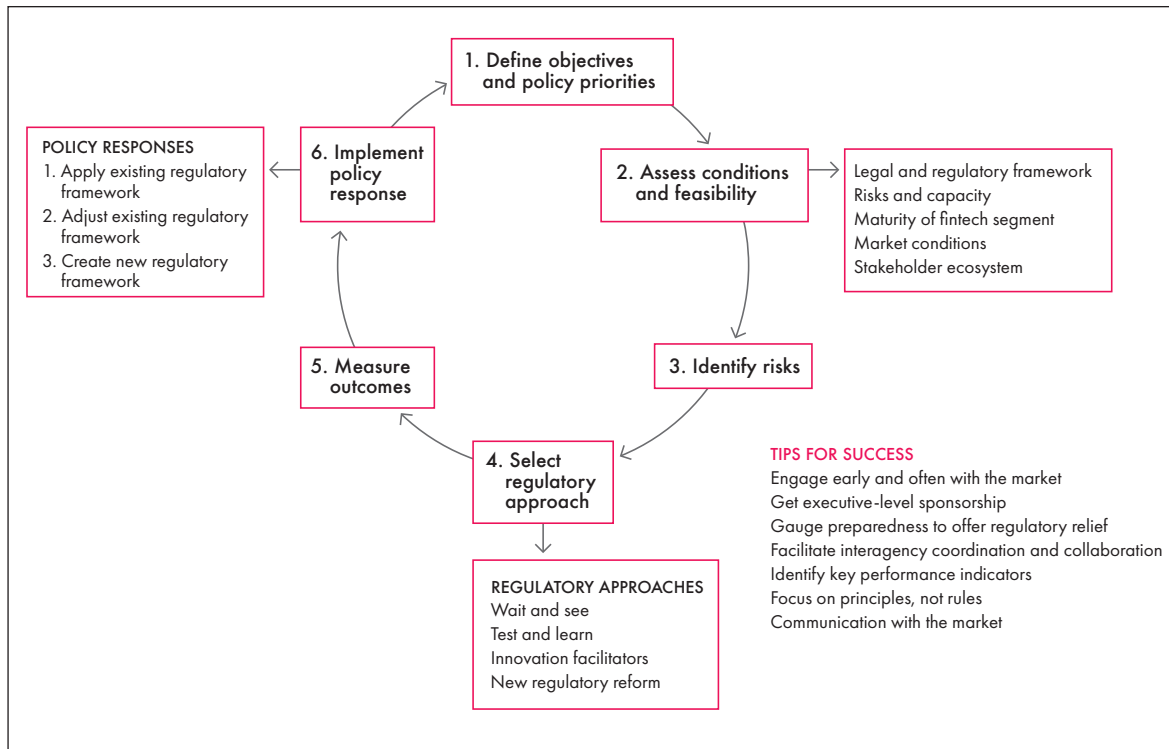 1. Define objectives
and policy priorities
POLICY RESPONSES
1. Apply existing regulatory
framework
2. Adjust existing regulatory
framework
3. Create new regulatory
framework
6. Implement
policy
response
2. Assess conditions
and feasibility
Legal and regulatory framework
Risks and capacity
Maturity of fintech segment
Market conditions
Stakeholder ecosystem
5. Measure
outcomes
3. Identify risks
4. Select
regulatory
approach
REGULATORY APPROACHES
Wait and see
Test and learn
Innovation facilitators
New regulatory reform
TIPS FOR SUCCESS
Engage early and often with the market
Get executive-level sponsorship
Gauge preparedness to offer regulatory relief
Facilitate interagency coordination and collaboration
Identify key performance indicators
Focus on principles, not rules
Communication with the market